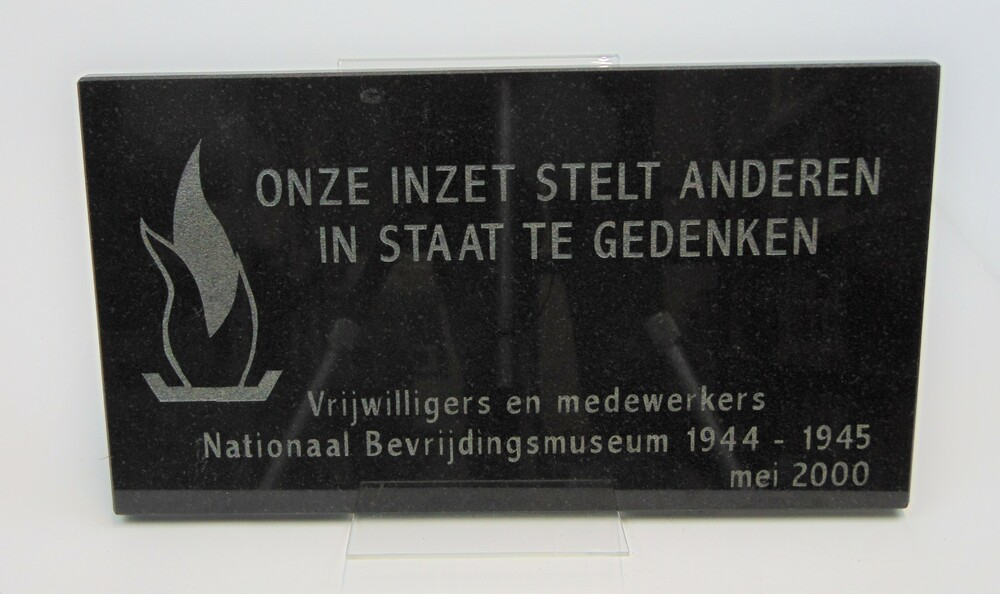 ONZE INZET STELT ANDEREN
IN STAAT TE GEDENKEN
Vrijwilligers en medewerkers
Nationaal Bevrijdingsmuseum 1944 - 1945
mei 2000